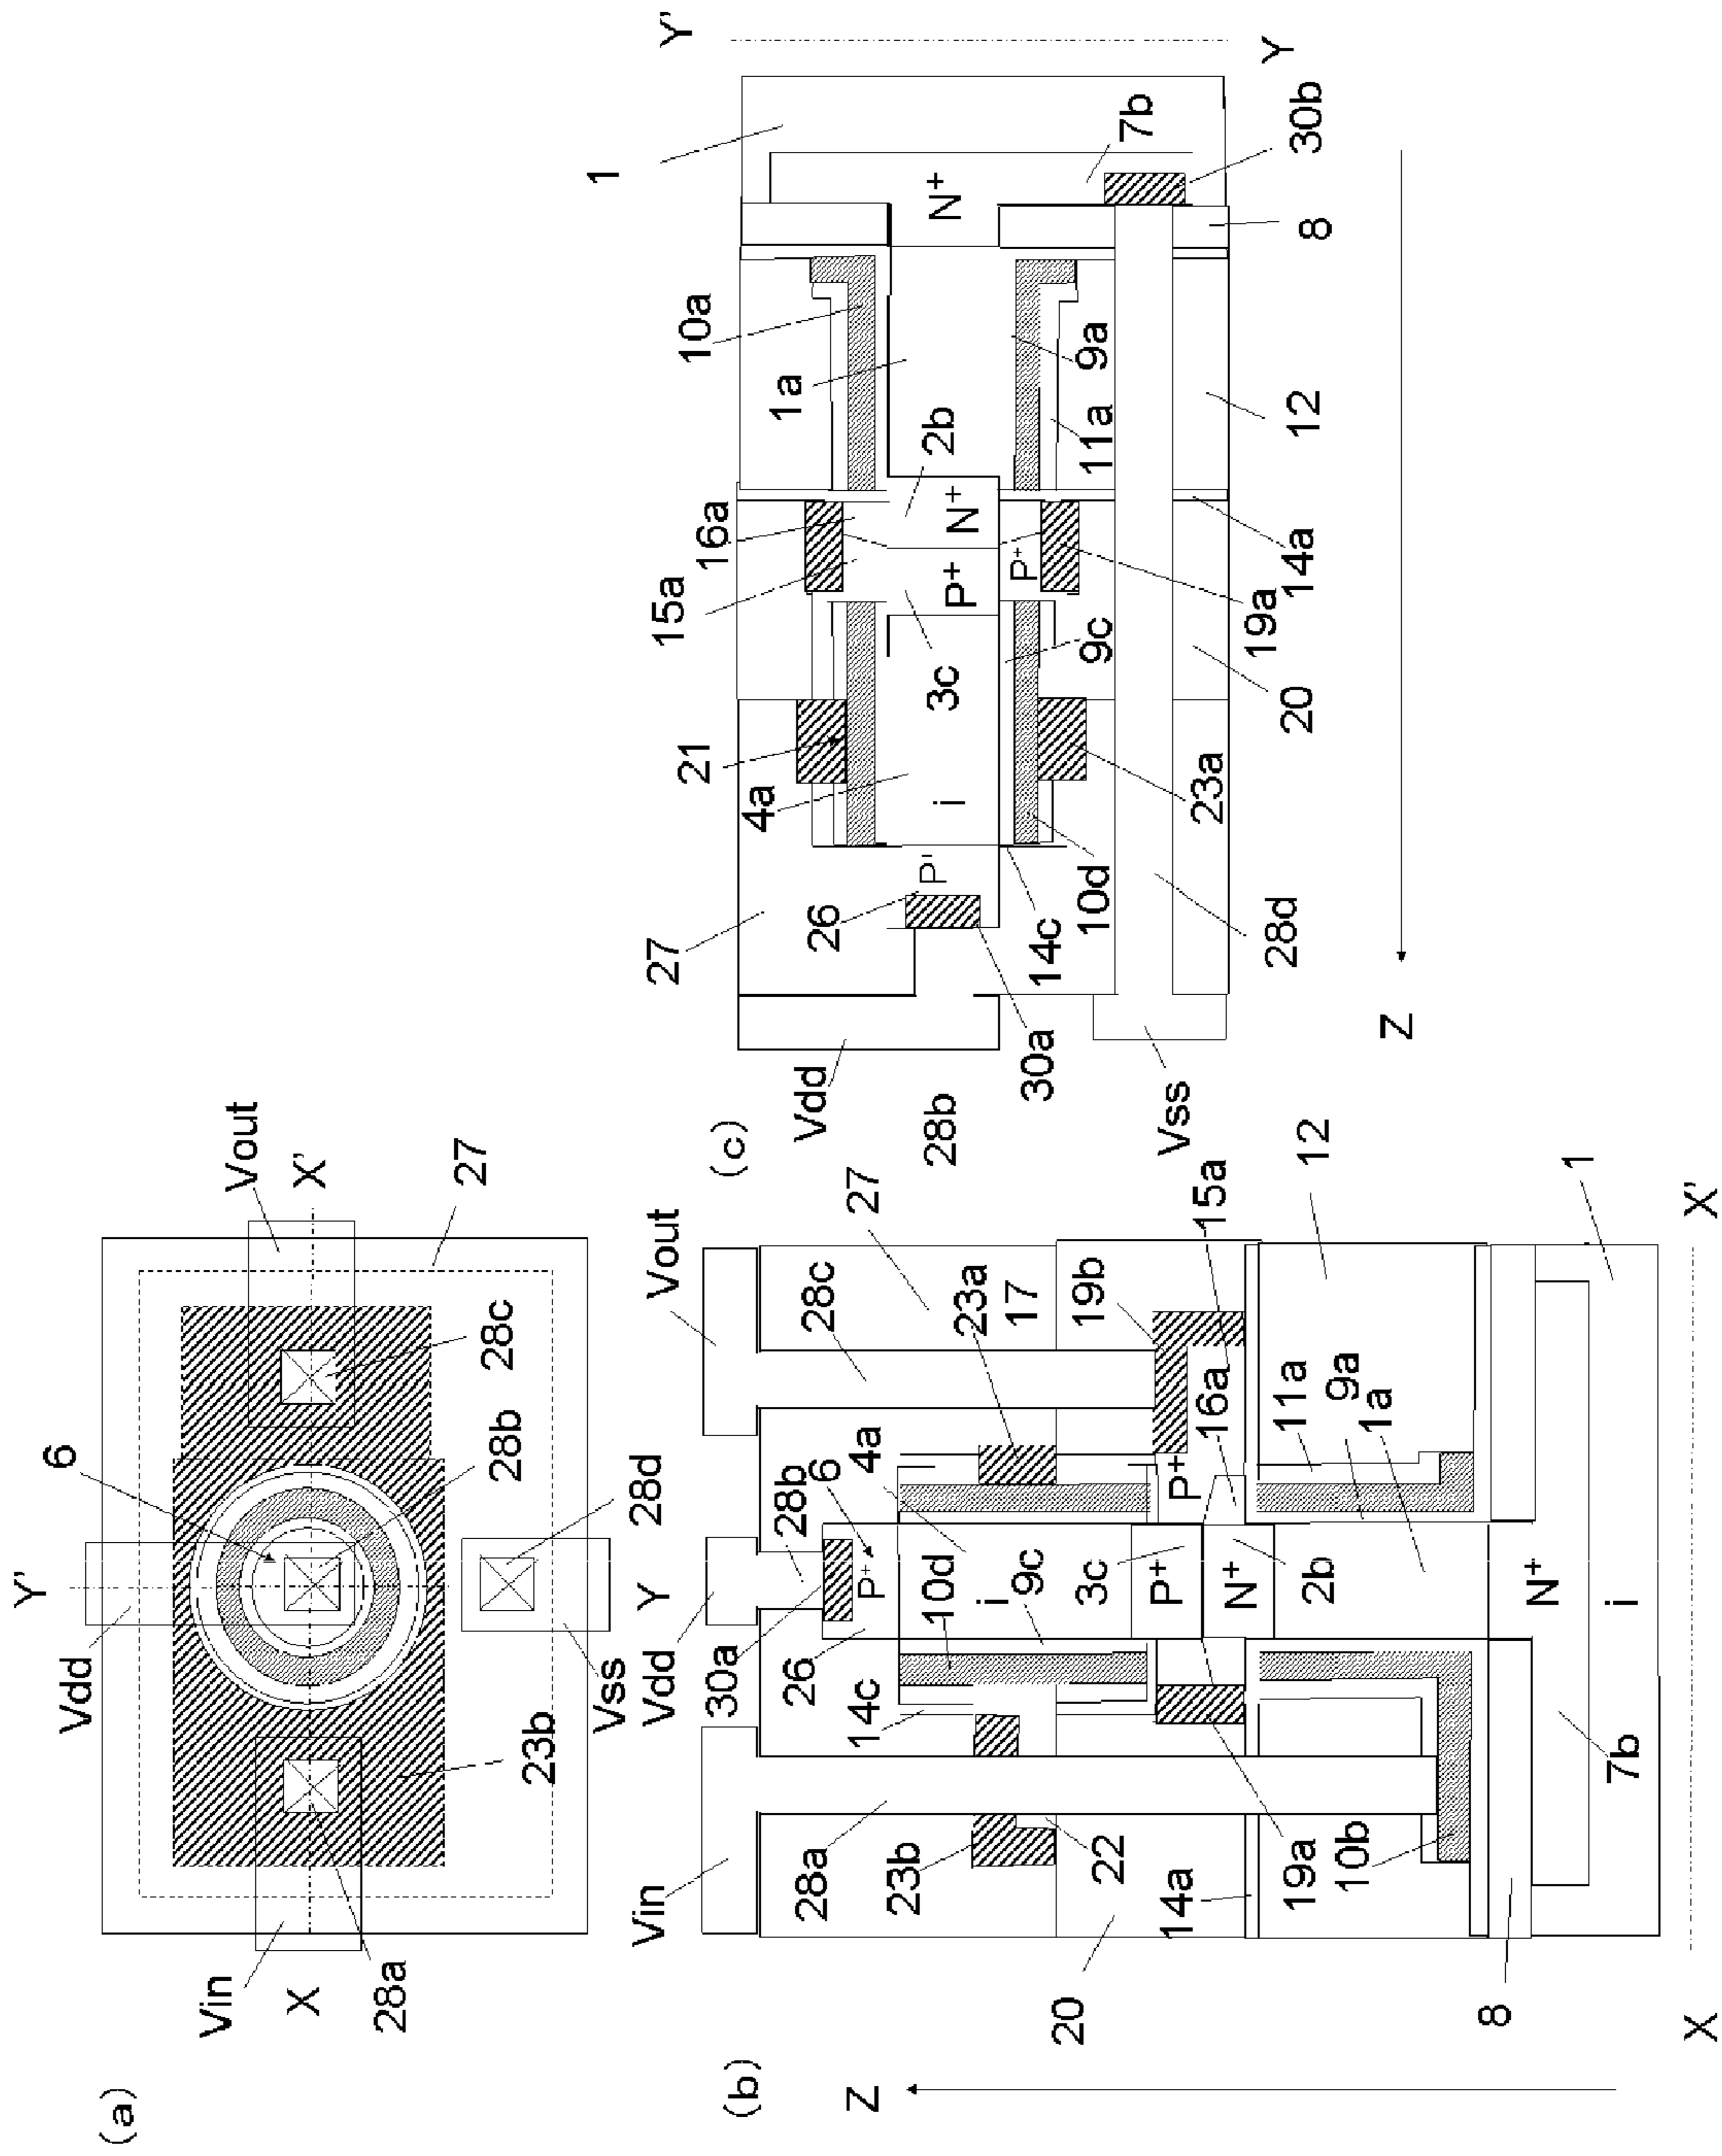 (a)
Vin
X
28a
Vdd
Y'
6
Vout
X'
27
28c
28b
28d
Vss
Y
23b
(b)
Z
Vin
28a
23b
22
20
14a
19a
10b
8
X
Vdd
30a
26
14c
10d
i
9c
3c
P+
N+
2b
P+
28b
6
4a
Vout
28c
27
23a
17
19b
15a
16a
P+
11a
9a
1a
12
1
N+
i
7b
X'
(c)
Vdd
28b
30a
26
27
P+
14c
10d
28d
Vss
Z
21
4a
i
23a
20
3c
9c
15a
16a
P+
N+
P+
2b
19a
14a
10a
1a
9a
11a
12
1
N+
7b
30b
8
Y'
Y